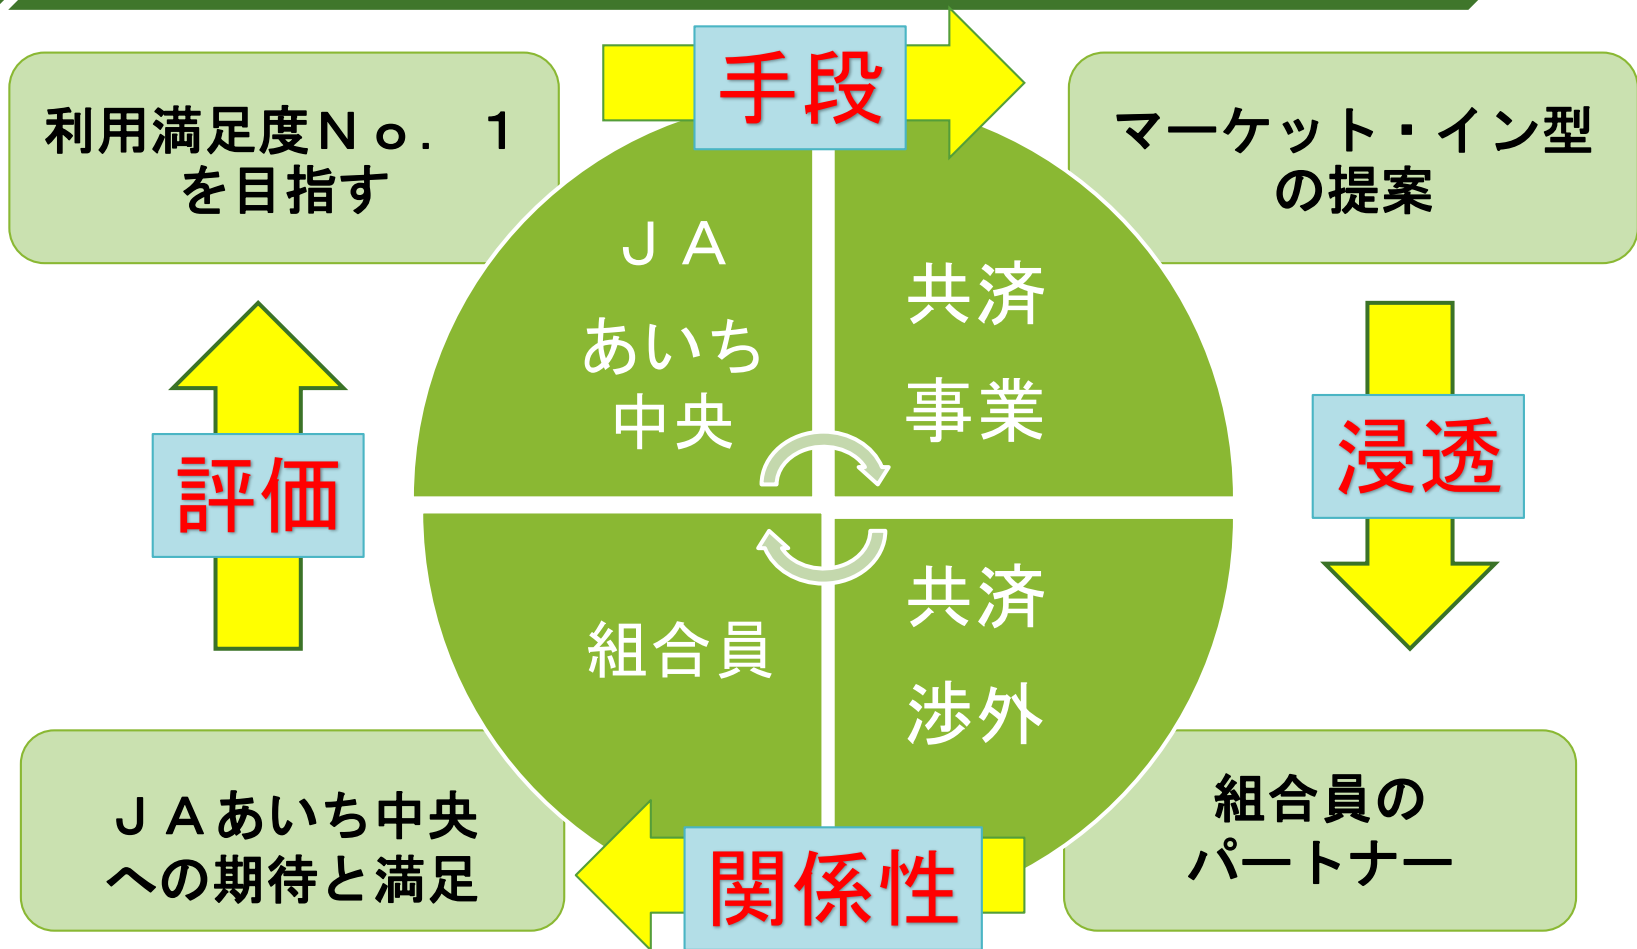 手段
利用満足度Ｎｏ．１
を目指す
マーケット・イン型
の提案
ＪＡ
あいち
中央
共済
事業
評価
浸透
組合員
共済
渉外
ＪＡあいち中央
への期待と満足
関係性
組合員の
パートナー